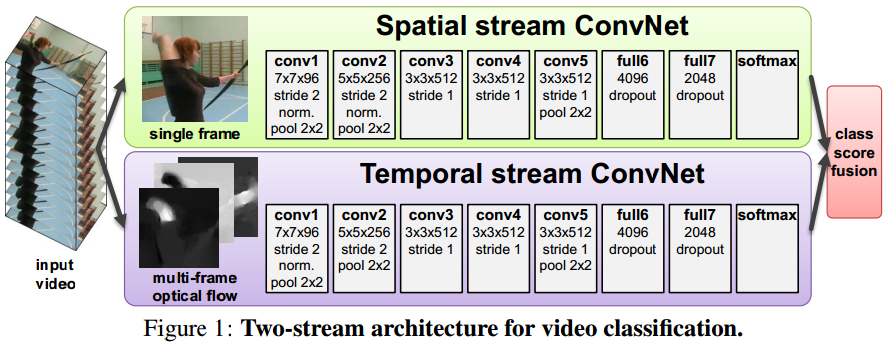 input
video
Spatial stream ConvNet
single frame
conv1
7x7x96
stride 2
norm.
pool 2x2
conv2
5x5x256
stride 2
norm.
pool 2x2
conv3
3x3x512
stride 1
conv4
3x3x512
stride 1
conv5
3x3x512
stride 1
pool 2x2
full6
4096
dropout
full7
2048
dropout
softmax
Temporal stream ConvNet
multi-frame
optical flow
conv1
7x7x96
stride 2
norm.
pool 2x2
conv2
5x5x256
stride 2
pool 2x2
conv3
3x3x512
stride 1
conv4
3x3x512
stride 1
conv5
3x3x512
stride 1
pool 2x2
full6
4096
dropout
full7
2048
dropout
softmax
class
score
fusion
Figure 1: Two-stream architecture for video classification.